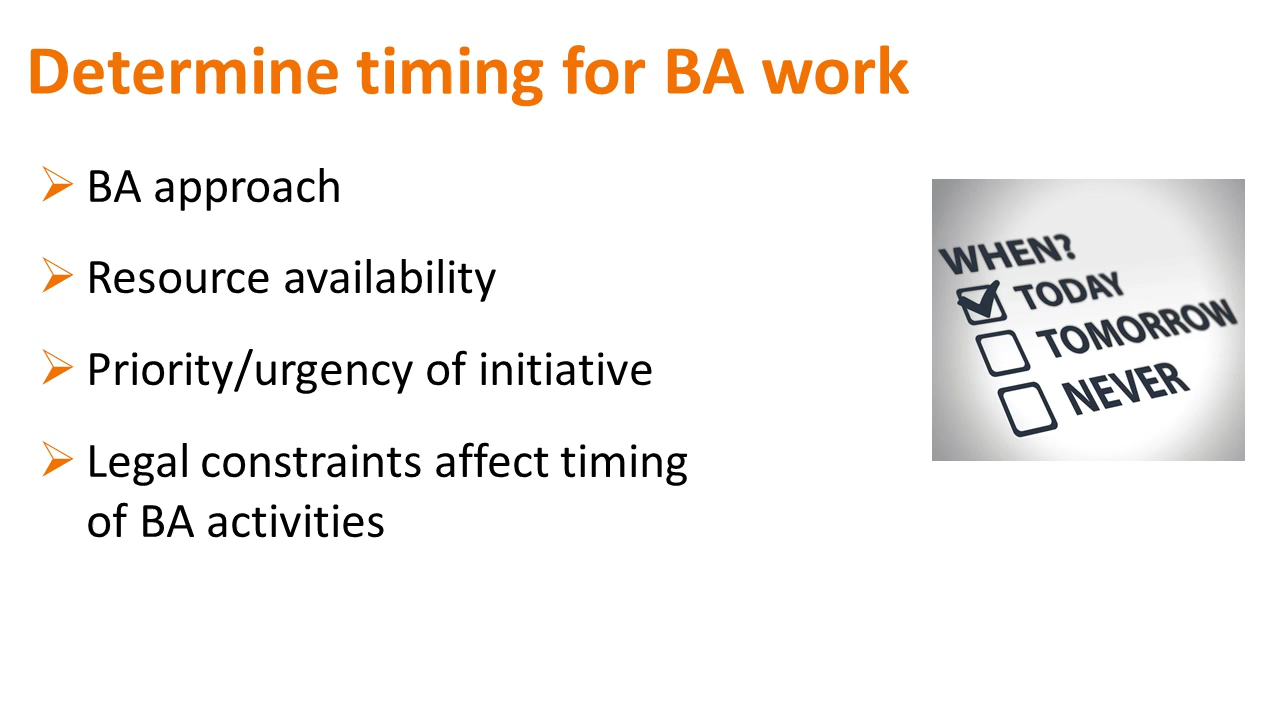 Determine timing for BA work
BA approach
Resource availability
Priority/urgency of initiative
Legal constraints affect timing
of BA activities
WHEN?
TODAY
TOMORROW
NEVER